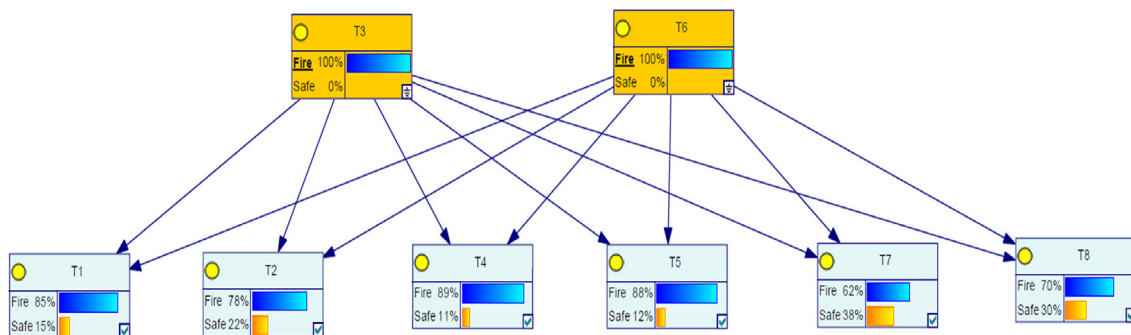 T3
Fire 100%
Safe 0%
T6
Fire 100%
Safe 0%
T1
Fire 85%
Safe 15%
T2
Fire 78%
Safe 22%
T4
Fire 89%
Safe 11%
T5
Fire 88%
Safe 12%
T7
Fire 62%
Safe 38%
T8
Fire 70%
Safe 30%